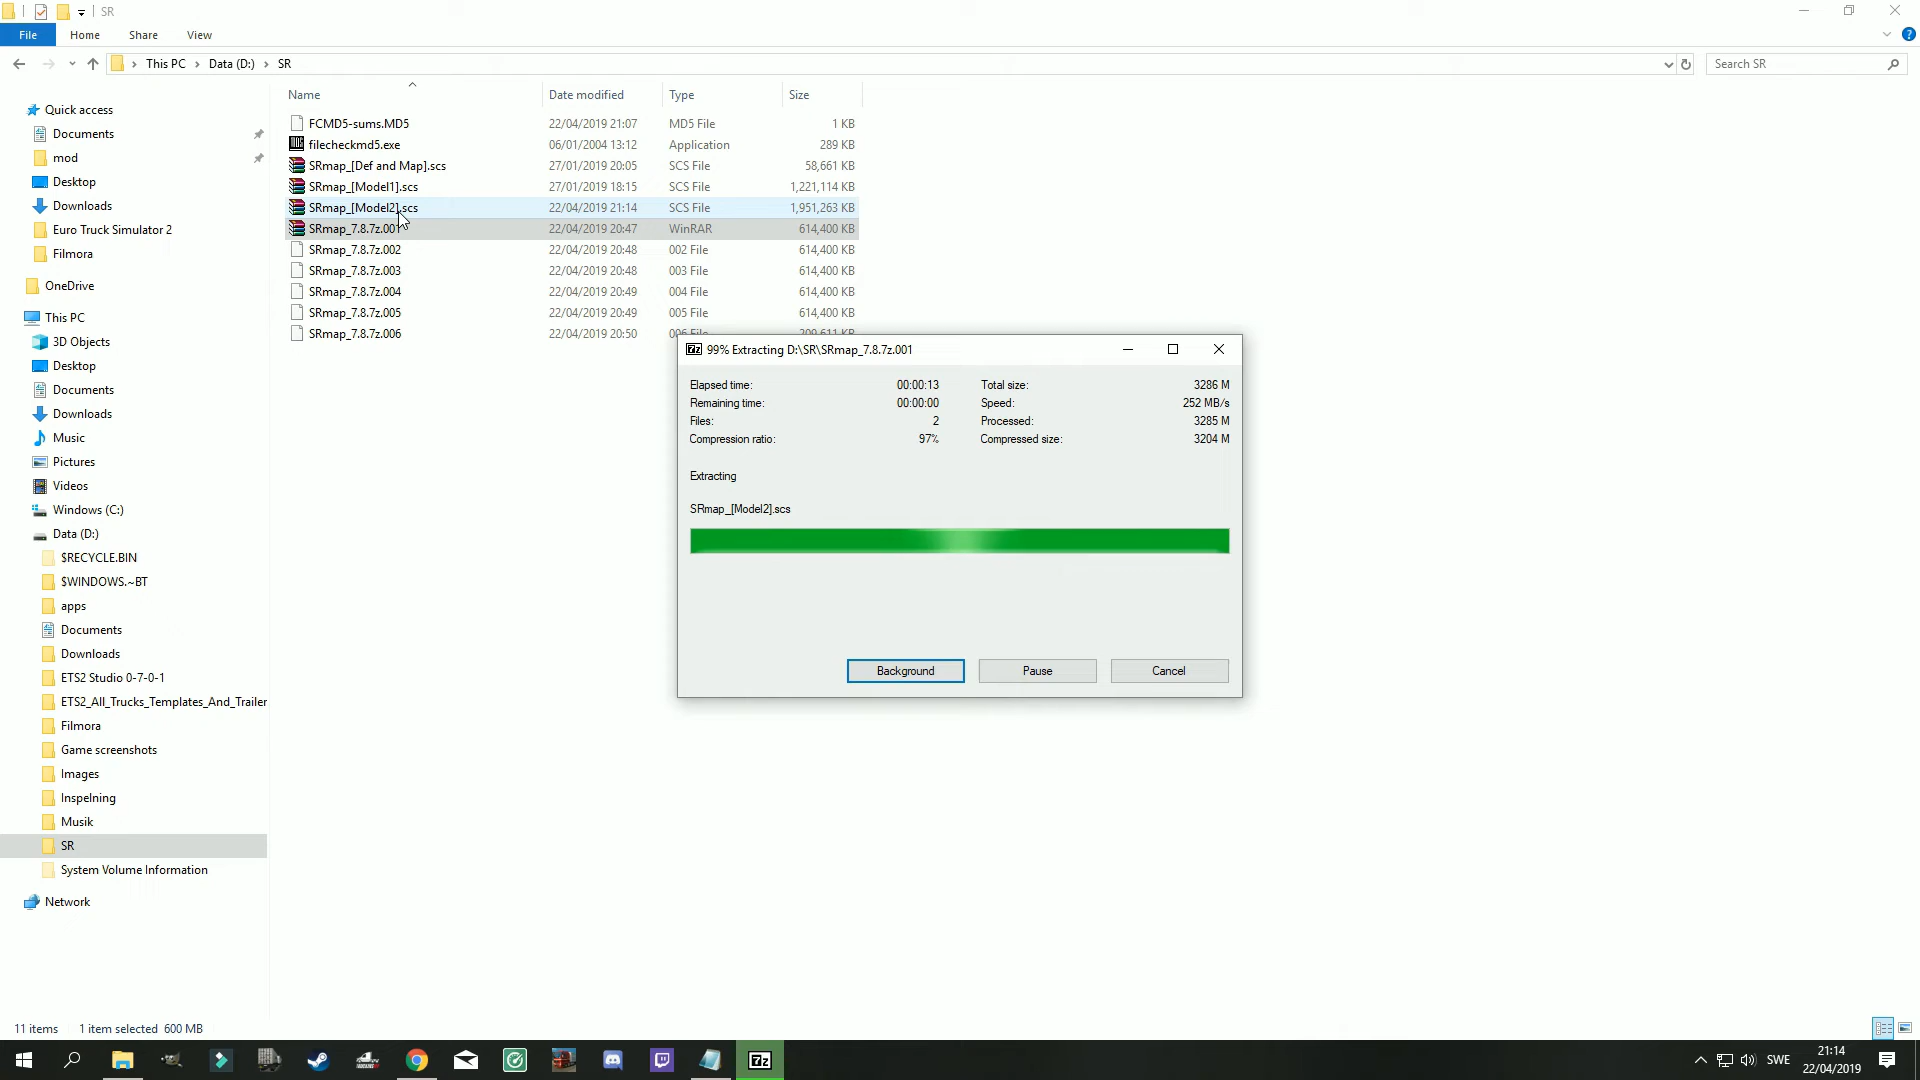 SR
File Home Share View
This PC Data (D:) SR
Search SR
Name Date modified Type Size
FCMD5-sums.MD5 22/04/2019 21:07 MD5 File 1 KB
filecheckmd5.exe 06/01/2004 13:12 Application 289 KB
SRmap_[Def and Map].scs 27/01/2019 20:05 SCS File 58,661 KB
SRmap_[Model1].scs 27/01/2019 18:15 SCS File 1,221,114 KB
SRmap_[Model2].scs 22/04/2019 21:14 SCS File 1,951,263 KB
SRmap_7.8.7z.001 22/04/2019 20:47 WinRAR 614,400 KB
SRmap_7.8.7z.002 22/04/2019 20:48 002 File 614,400 KB
SRmap_7.8.7z.003 22/04/2019 20:48 003 File 614,400 KB
SRmap_7.8.7z.004 22/04/2019 20:49 004 File 614,400 KB
SRmap_7.8.7z.005 22/04/2019 20:49 005 File 614,400 KB
SRmap_7.8.7z.006 22/04/2019 20:50 006 File 209,611 KB
Quick access
Documents
mod
Desktop
Downloads
Euro Truck Simulator 2
Filmora
OneDrive
This PC
3D Objects
Desktop
Documents
Downloads
Music
Pictures
Videos
Windows (C:)
Data (D:)
$RECYCLE.BIN
$WINDOWS.~BT
apps
Documents
Downloads
ETS2 Studio 0-7-0-1
ETS2_All_Trucks_Templates_And_Trailer
Filmora
Game screenshots
Images
Inspelning
Musik
SR
System Volume Information
Network
7z 99% Extracting D:\SR\SRmap_7.8.7z.001
Elapsed time: 00:00:13 Total size: 3286 M
Remaining time: 00:00:00 Speed: 252 MB/s
Files: 2 Processed: 3285 M
Compression ratio: 97% Compressed size: 3204 M
Extracting
SRmap_[Model2].scs
Background Pause Cancel
11 items 1 item selected 600 MB
7z
SWE
21:14
22/04/2019